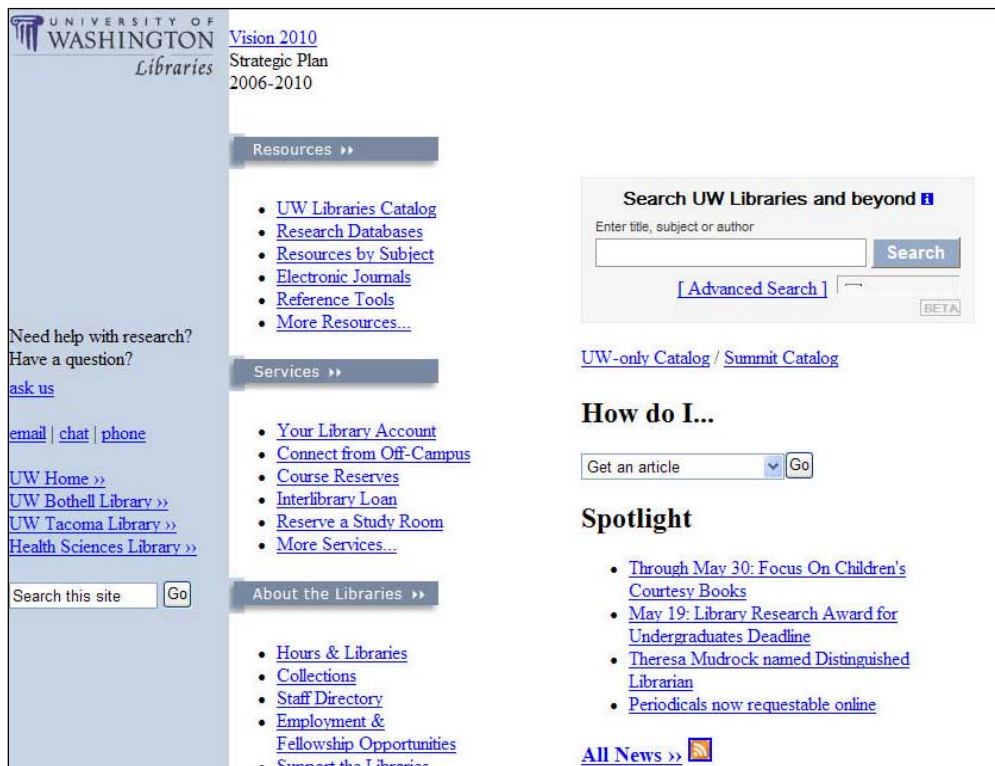 UNIVERSITY OF
WASHINGTON
Libraries
Need help with research?
Have a question?
ask us
email | chat | phone
UW Home ››
UW Bothell Library ››
UW Tacoma Library ››
Health Sciences Library ››
Search this site Go
Vision 2010
Strategic Plan
2006-2010
Resources ››
UW Libraries Catalog
Research Databases
Resources by Subject
Electronic Journals
Reference Tools
More Resources...
Services ››
Your Library Account
Connect from Off-Campus
Course Reserves
Interlibrary Loan
Reserve a Study Room
More Services...
About the Libraries ››
Hours & Libraries
Collections
Staff Directory
Employment &
Fellowship Opportunities
Support the Libraries
Search UW Libraries and beyond i
Enter title, subject or author
Search
[ Advanced Search ]
BETA
UW-only Catalog / Summit Catalog
How do I...
Get an article Go
Spotlight
Through May 30: Focus On Children's
Courtesy Books
May 19: Library Research Award for
Undergraduates Deadline
Theresa Mudrock named Distinguished
Librarian
Periodicals now requestable online
All News ››